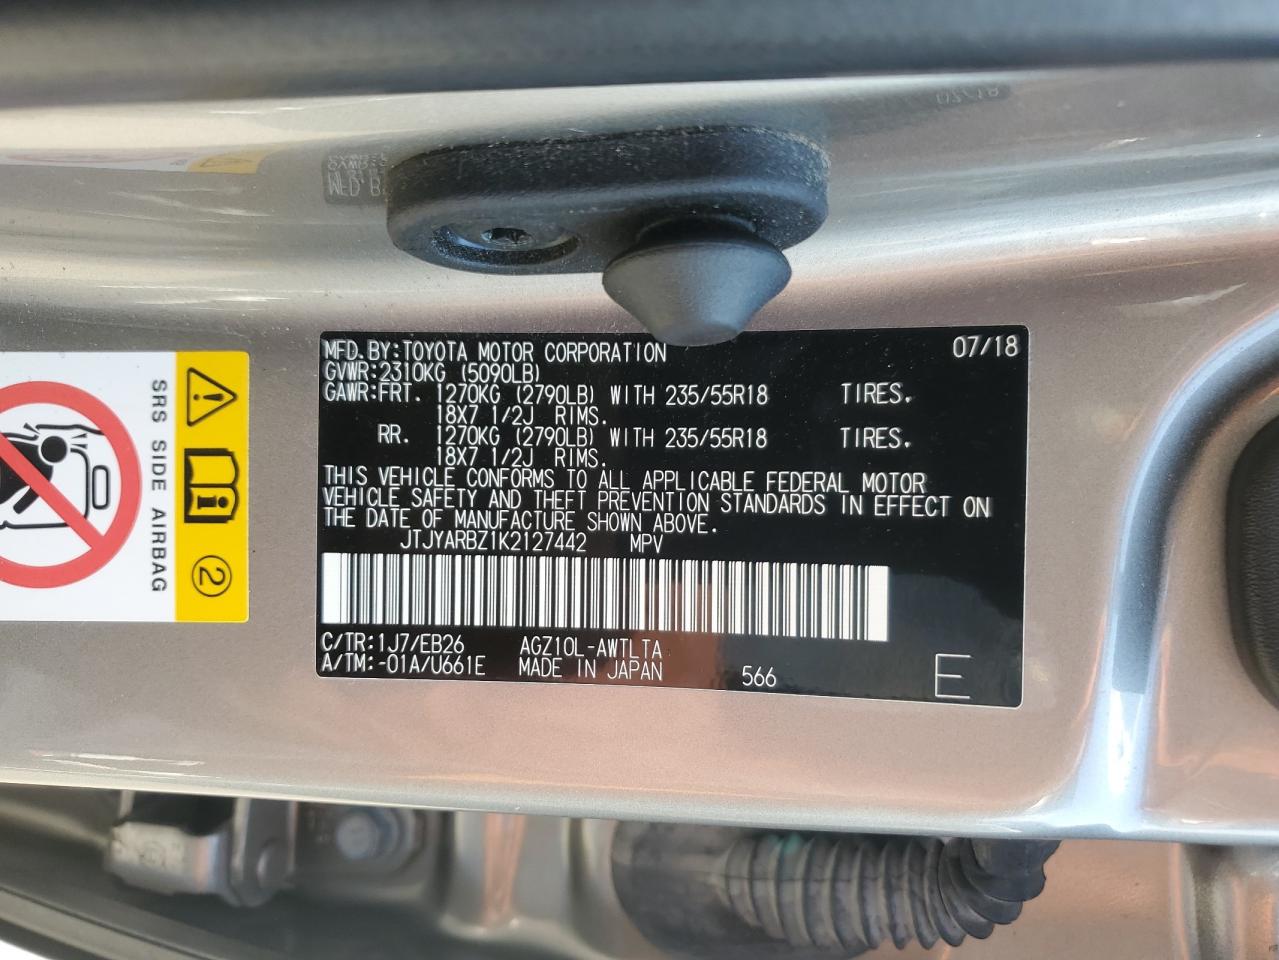 MFD.BY:TOYOTA MOTOR CORPORATION 07/18
GVWR:2310KG (5090LB)
GAWR:FRT. 1270KG (2790LB) WITH 235/55R18 TIRES.
18X7 1/2J RIMS.
RR. 1270KG (2790LB) WITH 235/55R18 TIRES.
18X7 1/2J RIMS.
THIS VEHICLE CONFORMS TO ALL APPLICABLE FEDERAL MOTOR
VEHICLE SAFETY AND THEFT PREVENTION STANDARDS IN EFFECT ON
THE DATE OF MANUFACTURE SHOWN ABOVE.
JTJYARBZ1K2127442 MPV
C/TR:1J7/EB26 AGZ10L-AWTLTA
A/TM:-01A/U661E MADE IN JAPAN 566 E
SRS SIDE AIRBAG
2